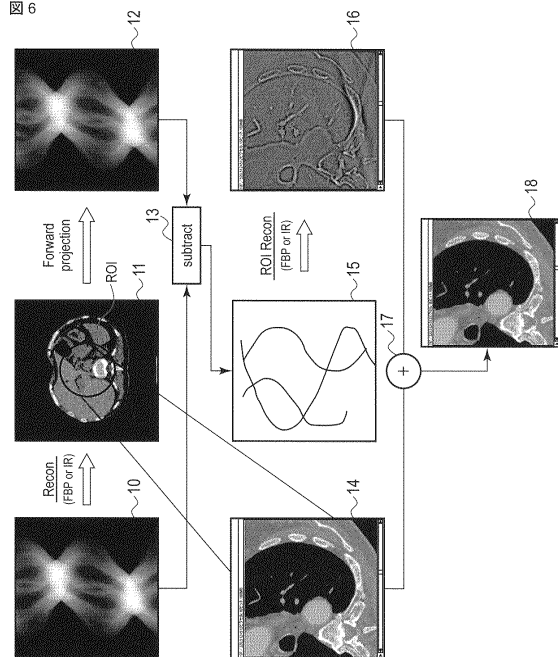 図 6
10
Recon
(FBP or IR)
11
ROI
Forward
projection
12
13
subtract
14
15
ROI Recon
(FBP or IR)
16
17
+
18